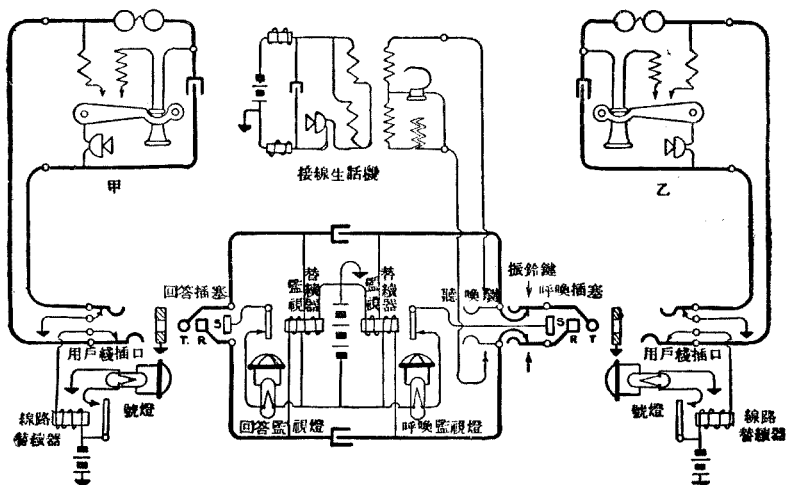 接線生話機
甲
乙
回答插塞
替續器
監視
替續器
監視
聽喚鍵
振鈴鍵
呼喚插塞
T. R
S
S
R T
用戶綫插口
號燈
線路
替續器
回答監視燈
呼喚監視燈
用戶綫插口
號燈
線路
替續器